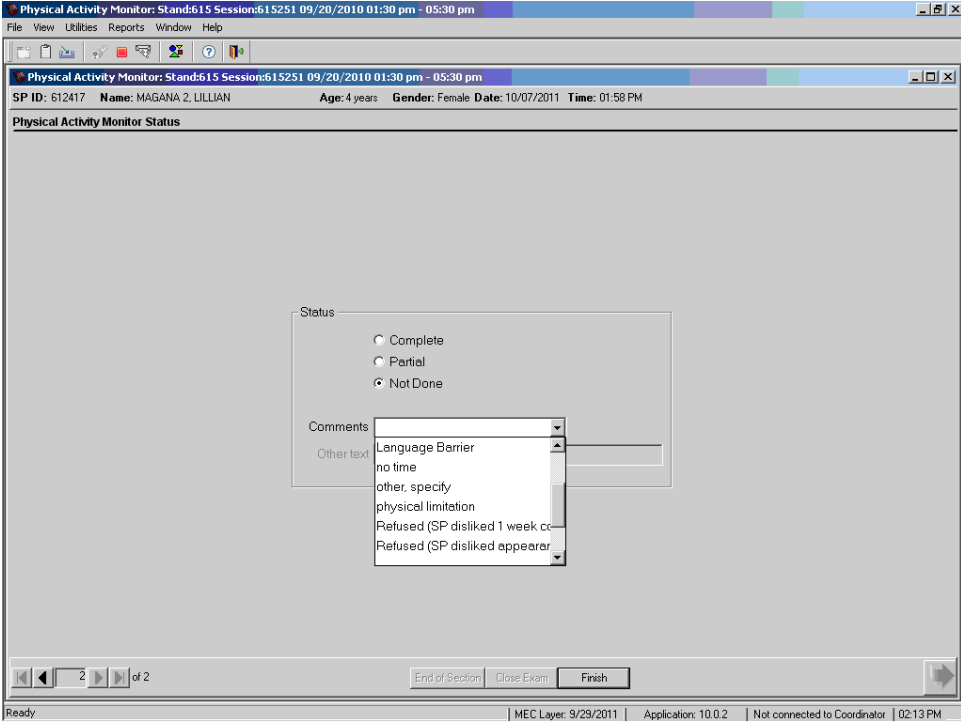 Physical Activity Monitor: Stand:615 Session:615251 09/20/2010 01:30 pm - 05:30 pm
File View Utilities Reports Window Help
Physical Activity Monitor: Stand:615 Session:615251 09/20/2010 01:30 pm - 05:30 pm
SP ID: 612417 Name: MAGANA 2, LILLIAN Age: 4 years Gender: Female Date: 10/07/2011 Time: 01:58 PM
Physical Activity Monitor Status
Status
Complete
Partial
Not Done
Comments
Language Barrier
Other text
no time
other, specify
physical limitation
Refused (SP disliked 1 week co
Refused (SP disliked appearan
2 of 2 End of Section Close Exam Finish
Ready MEC Layer: 9/29/2011 Application: 10.0.2 Not connected to Coordinator 02:13 PM